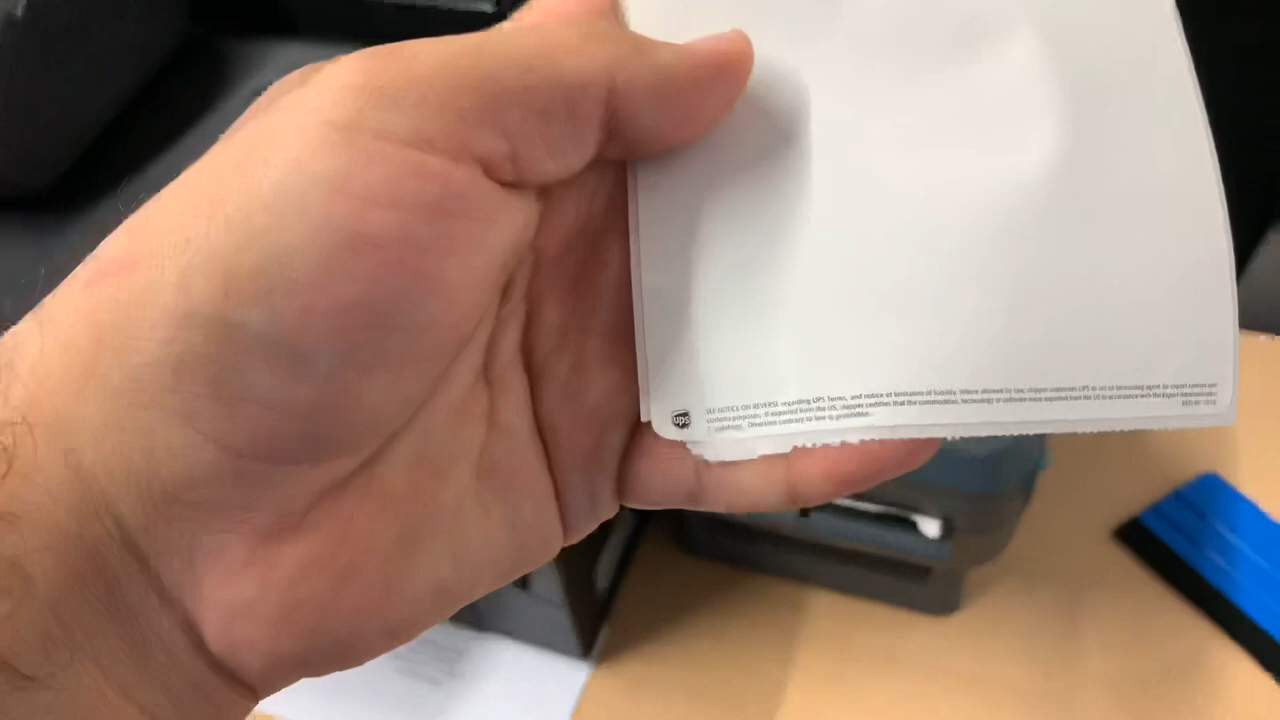 ups
SEE NOTICE ON REVERSE regarding UPS Terms, and notice of limitation of liability. Where allowed by law, shipper authorizes UPS to act as forwarding agent for export control and
customs purposes. If exported from the US, shipper certifies that the commodities, technology or software were exported from the US in accordance with the Export Administration
Diversion contrary to law is prohibited.